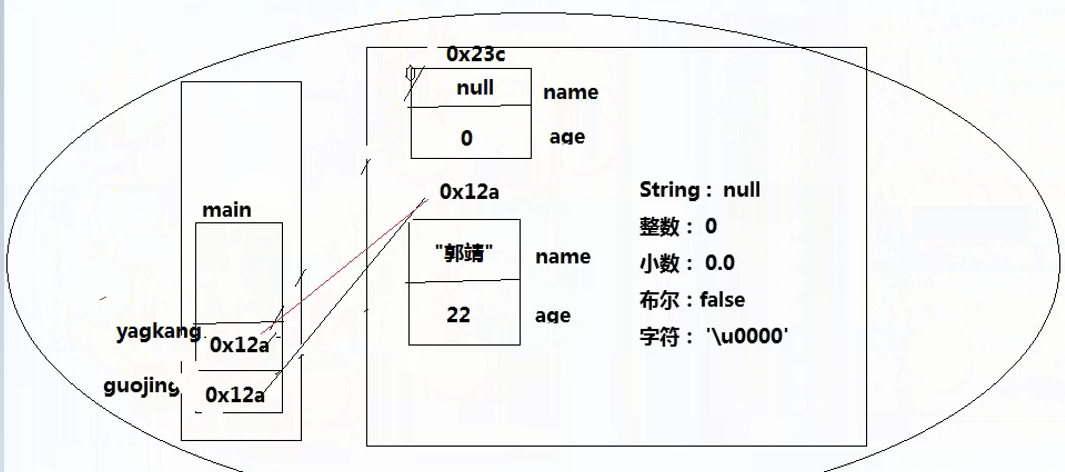 0x23c
null
name
0
age
0x12a
"郭靖"
name
22
age
String： null
整数： 0
小数： 0.0
布尔：false
字符： '\u0000'
main
yagkang
0x12a
guojing
0x12a